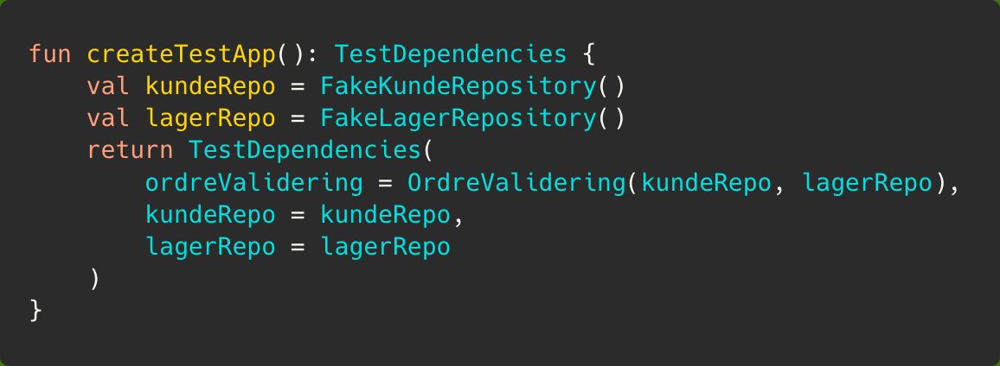 fun createTestApp(): TestDependencies {
    val kundeRepo = FakeKundeRepository()
    val lagerRepo = FakeLagerRepository()
    return TestDependencies(
        ordreValidering = OrdreValidering(kundeRepo, lagerRepo),
        kundeRepo = kundeRepo,
        lagerRepo = lagerRepo
    )
}